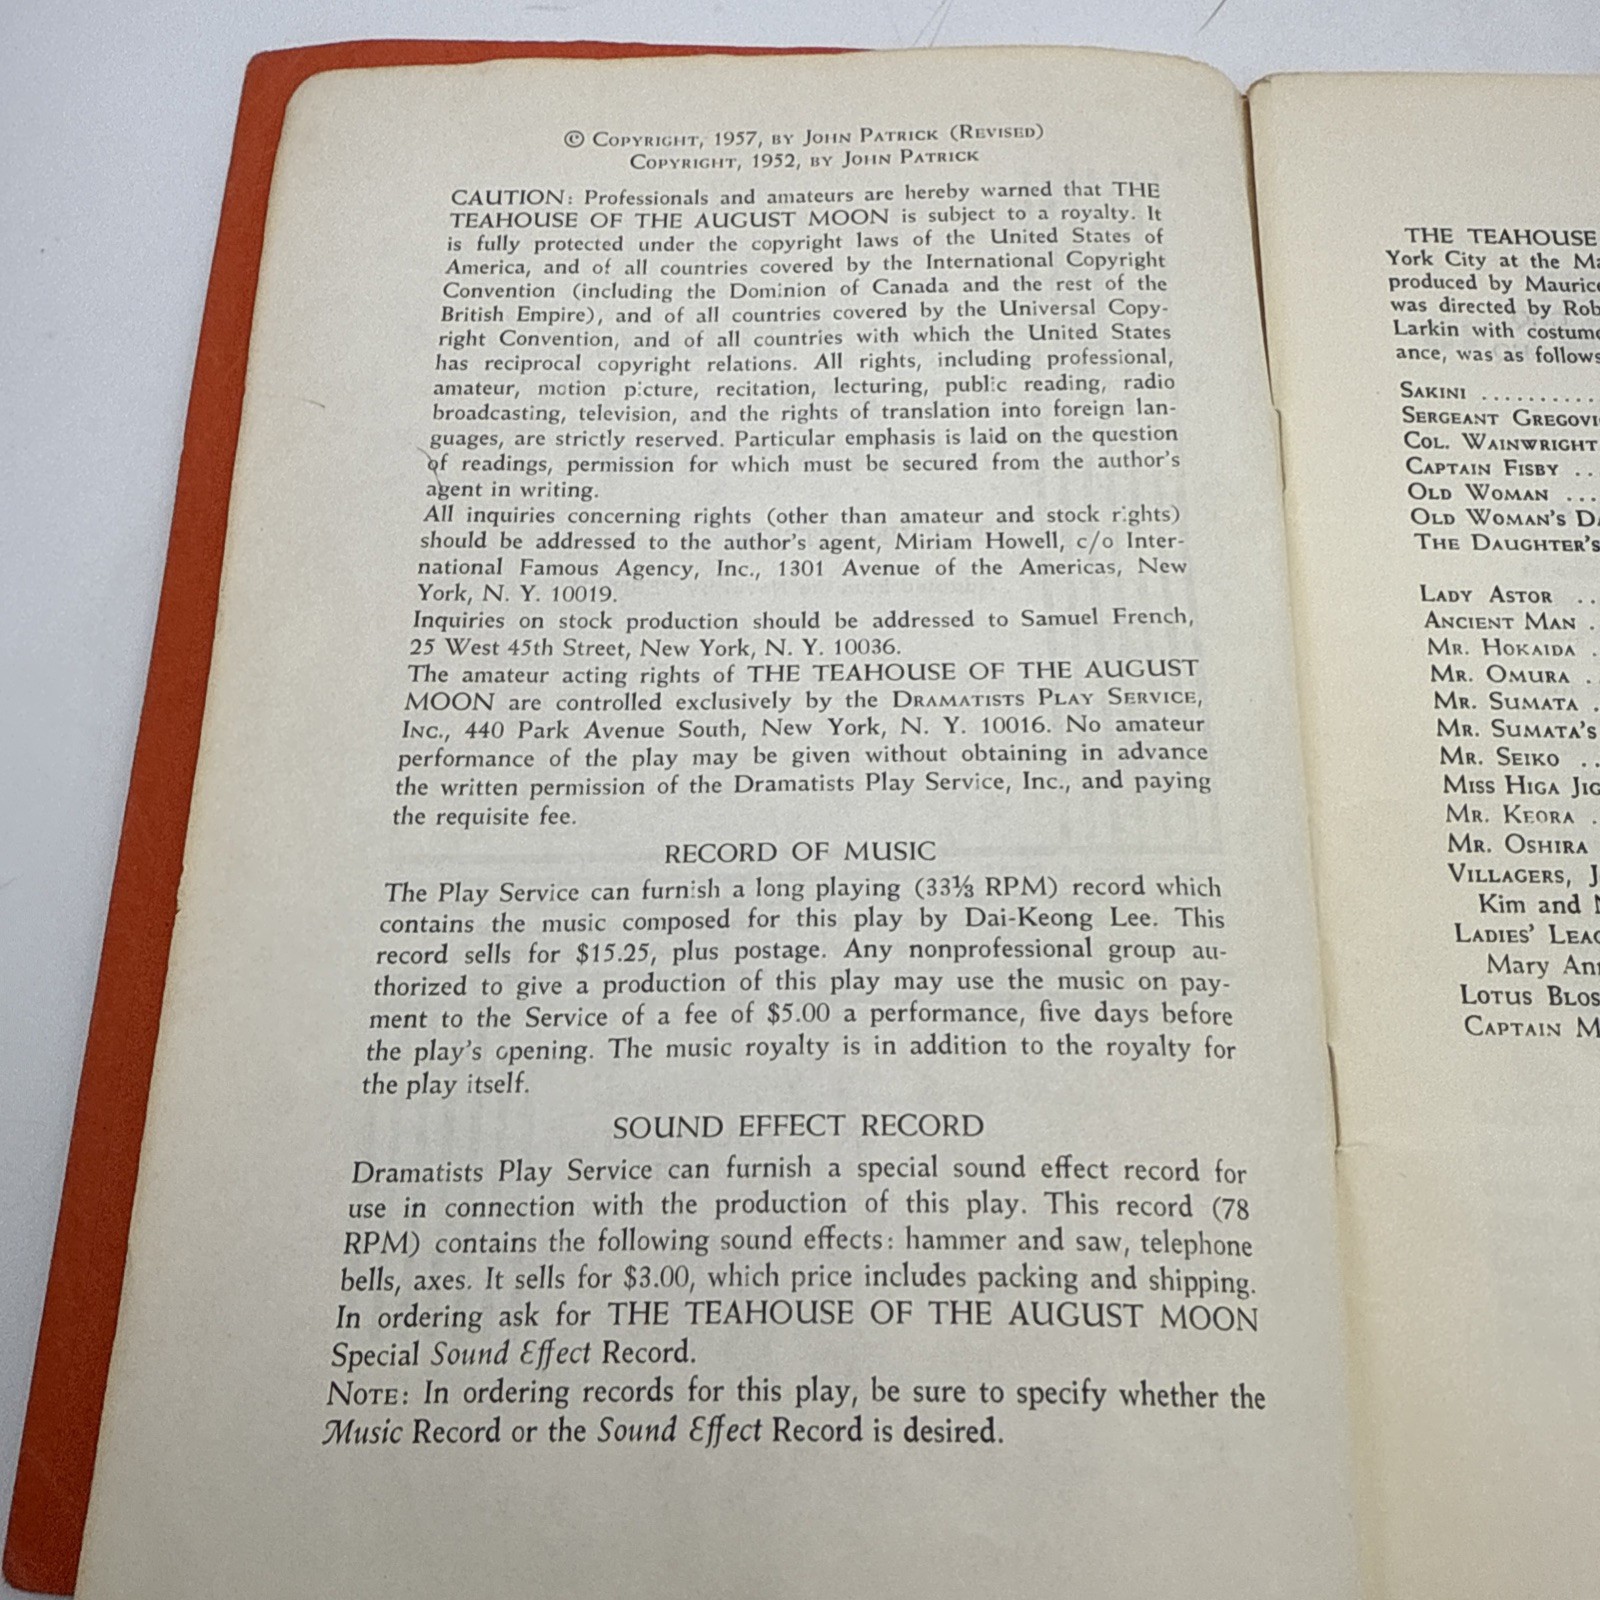 © Copyright, 1957, by John Patrick (Revised)
Copyright, 1952, by John Patrick
CAUTION: Professionals and amateurs are hereby warned that THE
TEAHOUSE OF THE AUGUST MOON is subject to a royalty. It
is fully protected under the copyright laws of the United States of
America, and of all countries covered by the International Copyright
Convention (including the Dominion of Canada and the rest of the
British Empire), and of all countries covered by the Universal Copy-
right Convention, and of all countries with which the United States
has reciprocal copyright relations. All rights, including professional,
amateur, motion picture, recitation, lecturing, public reading, radio
broadcasting, television, and the rights of translation into foreign lan-
guages, are strictly reserved. Particular emphasis is laid on the question
of readings, permission for which must be secured from the author's
agent in writing.
All inquiries concerning rights (other than amateur and stock rights)
should be addressed to the author's agent, Miriam Howell, c/o Inter-
national Famous Agency, Inc., 1301 Avenue of the Americas, New
York, N. Y. 10019.
Inquiries on stock production should be addressed to Samuel French,
25 West 45th Street, New York, N. Y. 10036.
The amateur acting rights of THE TEAHOUSE OF THE AUGUST
MOON are controlled exclusively by the Dramatists Play Service,
Inc., 440 Park Avenue South, New York, N. Y. 10016. No amateur
performance of the play may be given without obtaining in advance
the written permission of the Dramatists Play Service, Inc., and paying
the requisite fee.
RECORD OF MUSIC
The Play Service can furnish a long playing (33⅓ RPM) record which
contains the music composed for this play by Dai-Keong Lee. This
record sells for $15.25, plus postage. Any nonprofessional group au-
thorized to give a production of this play may use the music on pay-
ment to the Service of a fee of $5.00 a performance, five days before
the play's opening. The music royalty is in addition to the royalty for
the play itself.
SOUND EFFECT RECORD
Dramatists Play Service can furnish a special sound effect record for
use in connection with the production of this play. This record (78
RPM) contains the following sound effects: hammer and saw, telephone
bells, axes. It sells for $3.00, which price includes packing and shipping.
In ordering ask for THE TEAHOUSE OF THE AUGUST MOON
Special Sound Effect Record.
Note: In ordering records for this play, be sure to specify whether the
Music Record or the Sound Effect Record is desired.
THE TEAHOUSE
York City at the
produced by
was directed by
Larkin with
ance, was as follows
Sakini ..........
Sergeant
Col. Wainwright
Captain Fisby ..
Old Woman ...
Old Woman's
The Daughter's
Lady Astor ..
Ancient Man .
Mr. Hokaida .
Mr. Omura .
Mr. Sumata .
Mr. Sumata's
Mr. Seiko ..
Miss Higa
Mr. Keora .
Mr. Oshira
Villagers,
Kim and
Ladies'
Mary
Lotus
Captain